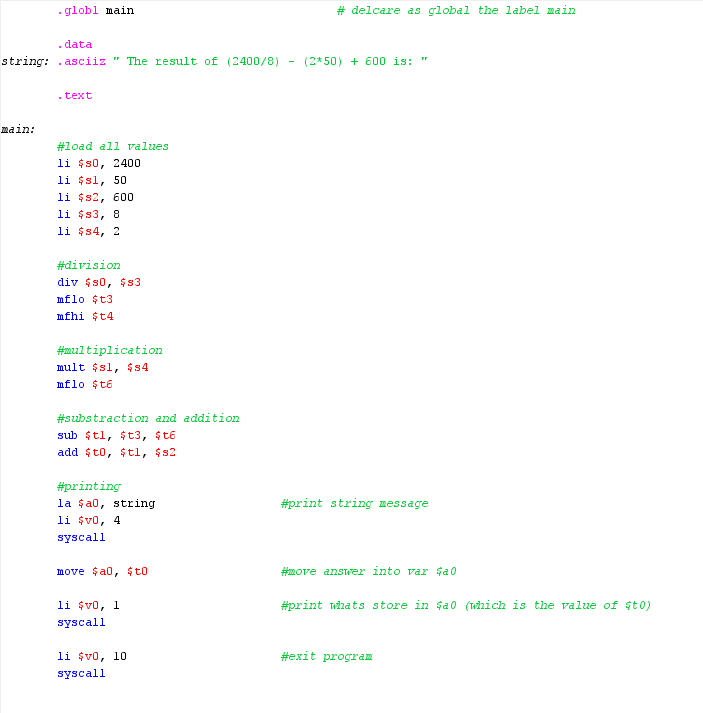 .globl main # delcare as global the label main
.data
string: .asciiz " The result of (2400/8) - (2*50) + 600 is: "
.text
main:
#load all values
li $s0, 2400
li $s1, 50
li $s2, 600
li $s3, 8
li $s4, 2
#division
div $s0, $s3
mflo $t3
mfhi $t4
#multiplication
mult $s1, $s4
mflo $t6
#substraction and addition
sub $t1, $t3, $t6
add $t0, $t1, $s2
#printing
la $a0, string #print string message
li $v0, 4
syscall
move $a0, $t0 #move answer into var $a0
li $v0, 1 #print whats store in $a0 (which is the value of $t0)
syscall
li $v0, 10 #exit program
syscall